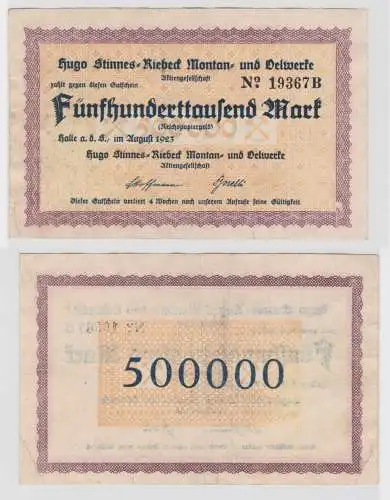 Hugo Stinnes-Riebeck Montan- und Oelwerke
Aktiengesellschaft
zahlt gegen diesen Gutschein
No 19367B
Fünfhunderttausend Mark
(Reichspapiergeld)
Halle a. d. S., im August 1923
Hugo Stinnes-Riebeck Montan- und Oelwerke
Aktiengesellschaft
Dieser Gutschein verliert 4 Wochen nach unserem Aufrufe seine Gültigkeit
500000